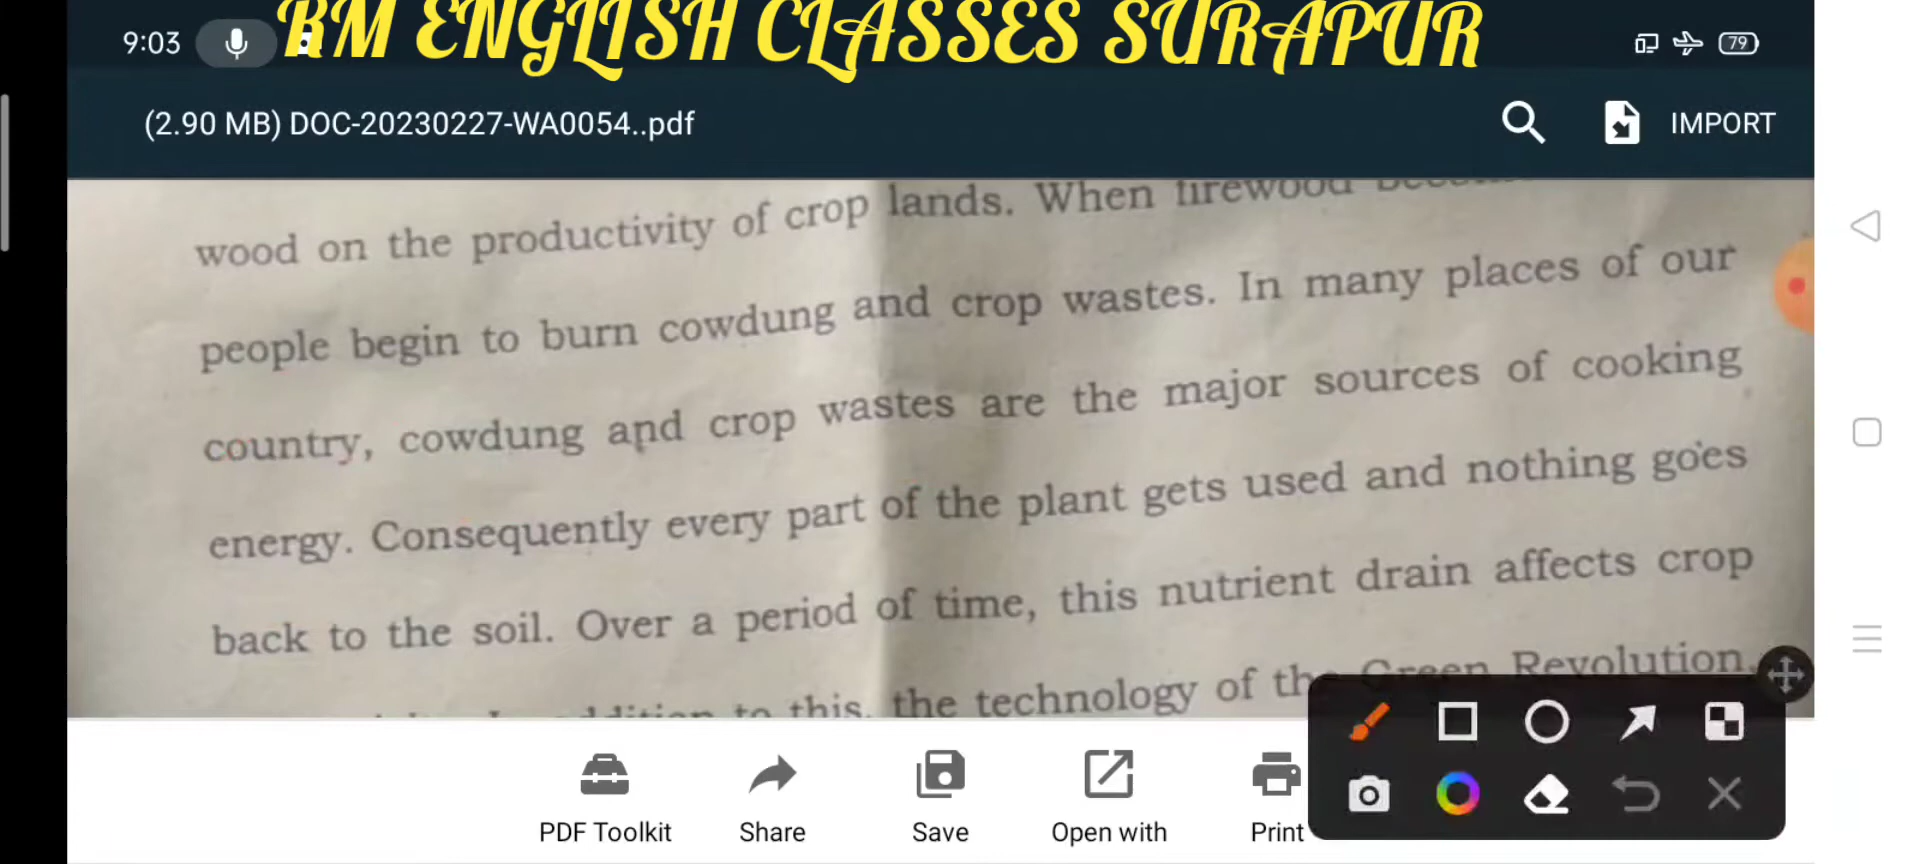 RM ENGLISH CLASSES SURAPUR
9:03
79
(2.90 MB) DOC-20230227-WA0054..pdf
IMPORT
wood on the productivity of crop lands. When firewood
people begin to burn cowdung and crop wastes. In many places of our
country, cowdung and crop wastes are the major sources of cooking
energy. Consequently every part of the plant gets used and nothing goes
back to the soil. Over a period of time, this nutrient drain affects crop
addition to this, the technology of the Green Revolution
PDF Toolkit
Share
Save
Open with
Print